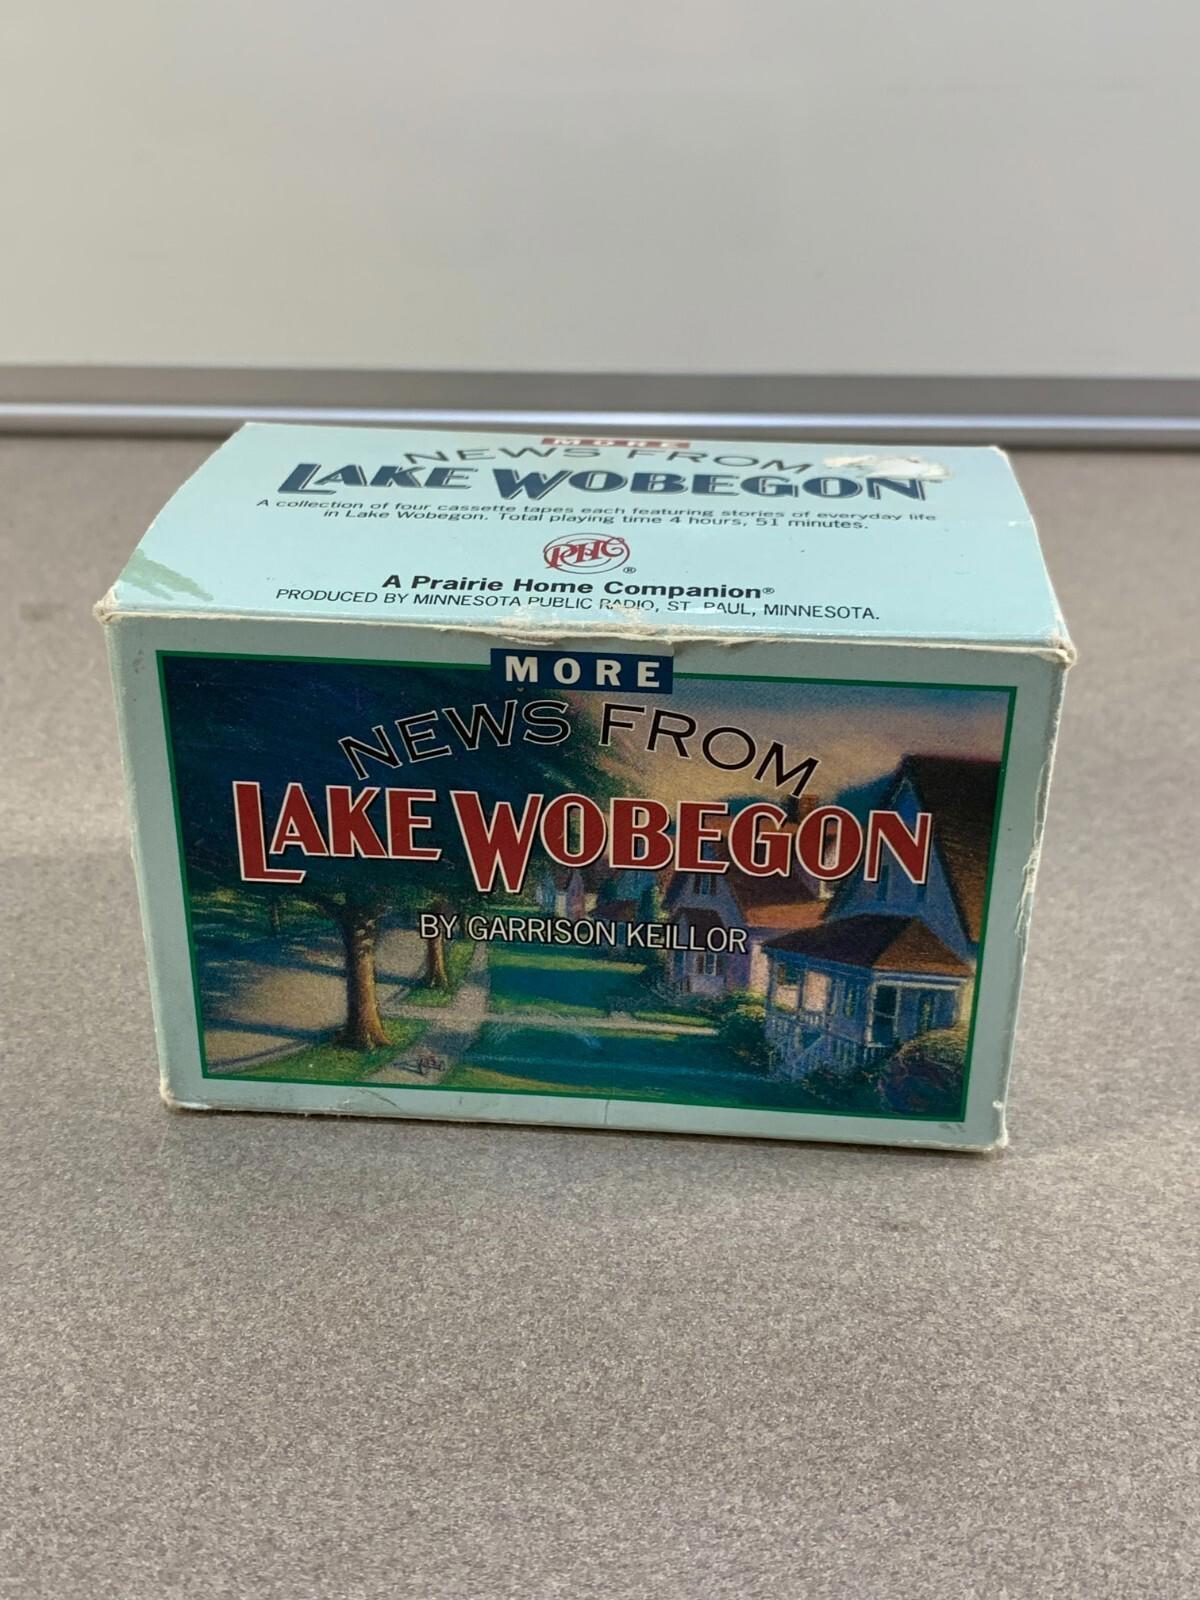 MORE
NEWS FROM
LAKE WOBEGON
A collection of four cassette tapes each featuring stories of everyday life
in Lake Wobegon. Total playing time 4 hours, 51 minutes.
PHC ®
A Prairie Home Companion®
PRODUCED BY MINNESOTA PUBLIC RADIO, ST. PAUL, MINNESOTA.
MORE
NEWS FROM
LAKE WOBEGON
BY GARRISON KEILLOR